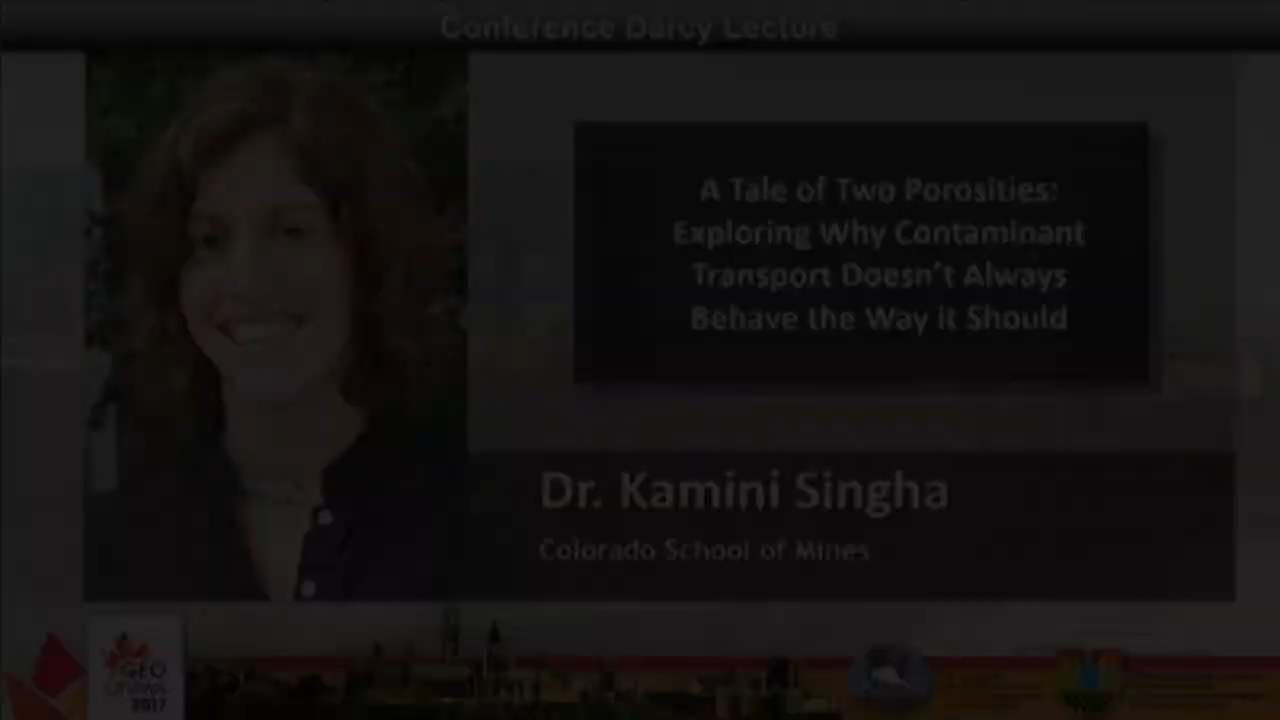 Conference Darcy Lecture
A Tale of Two Porosities:
Exploring Why Contaminant
Transport Doesn't Always
Behave the Way it Should
Dr. Kamini Singha
Colorado School of Mines
GEO
2017